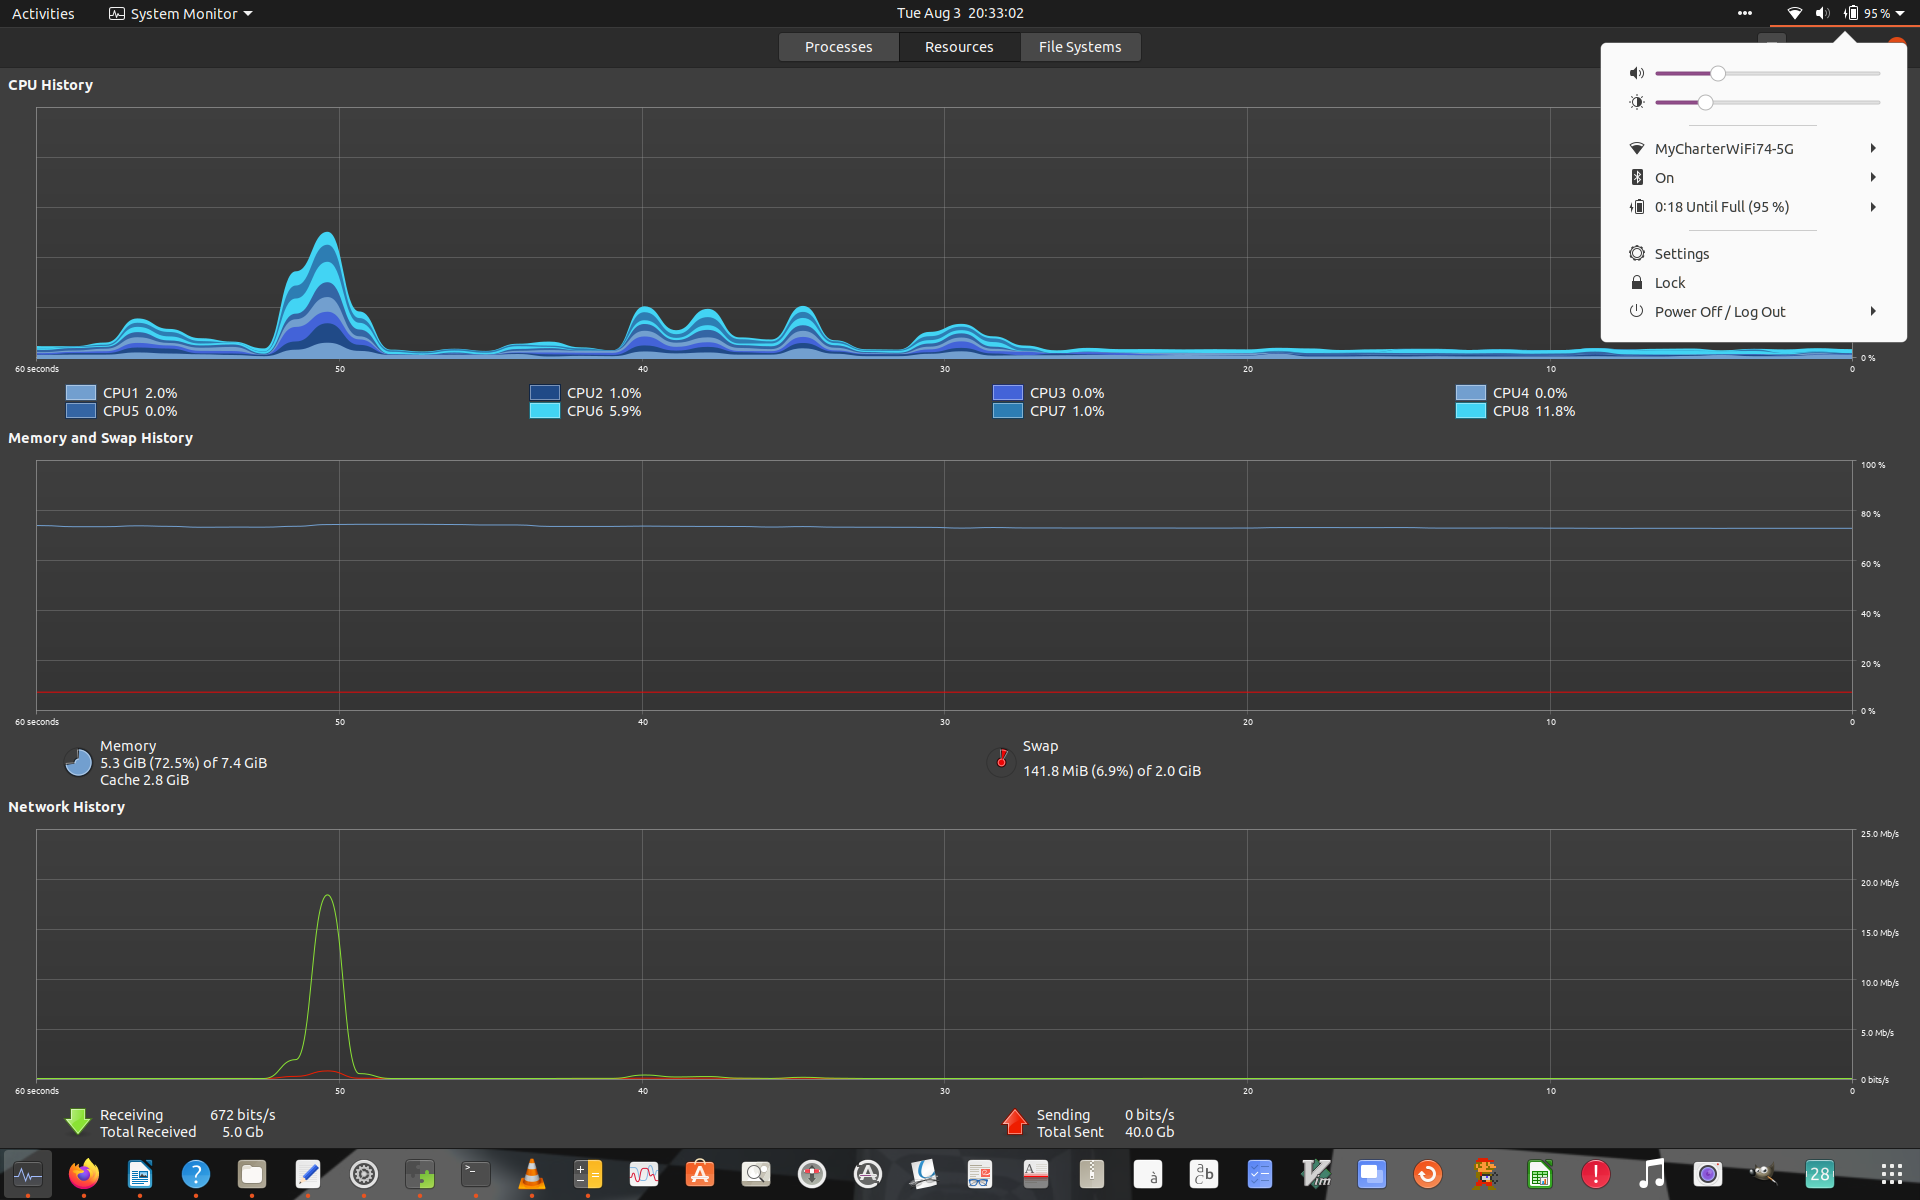 Activities
System Monitor
Tue Aug 3 20:33:02
95 %
Processes
Resources
File Systems
MyCharterWiFi74-5G
On
0:18 Until Full (95 %)
Settings
Lock
Power Off / Log Out
CPU History
0 %
60 seconds 50 40 30 20 10 0
CPU1 2.0% CPU2 1.0% CPU3 0.0% CPU4 0.0%
CPU5 0.0% CPU6 5.9% CPU7 1.0% CPU8 11.8%
Memory and Swap History
100 %
80 %
60 %
40 %
20 %
0 %
60 seconds 50 40 30 20 10 0
Memory
5.3 GiB (72.5%) of 7.4 GiB
Cache 2.8 GiB
Swap
141.8 MiB (6.9%) of 2.0 GiB
Network History
25.0 Mb/s
20.0 Mb/s
15.0 Mb/s
10.0 Mb/s
5.0 Mb/s
0 bits/s
60 seconds 50 40 30 20 10 0
Receiving 672 bits/s
Total Received 5.0 Gb
Sending 0 bits/s
Total Sent 40.0 Gb
?
>_
A
à
a b c
Vim
!
28